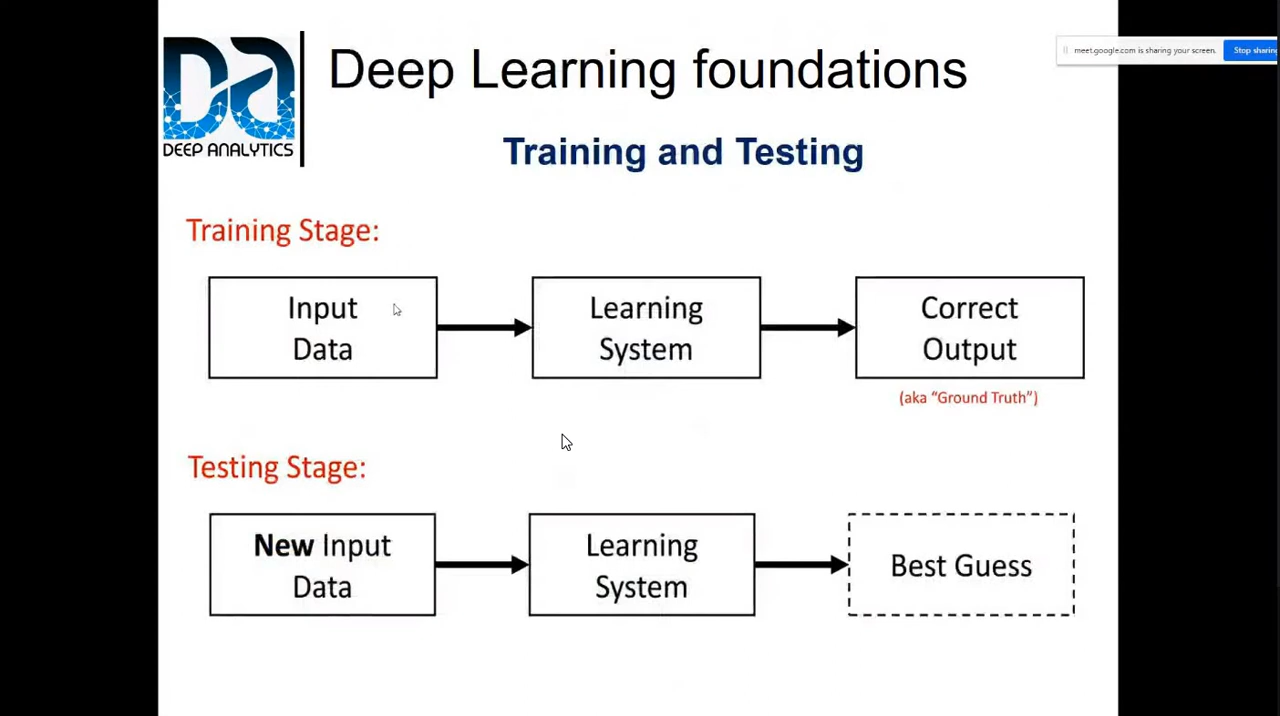 Deep Learning foundations
meet.google.com is sharing your screen.
Stop sharing
DA
DEEP ANALYTICS
Training and Testing
Training Stage:
Input
Data
Learning
System
Correct
Output
(aka “Ground Truth”)
Testing Stage:
New Input
Data
Learning
System
Best Guess